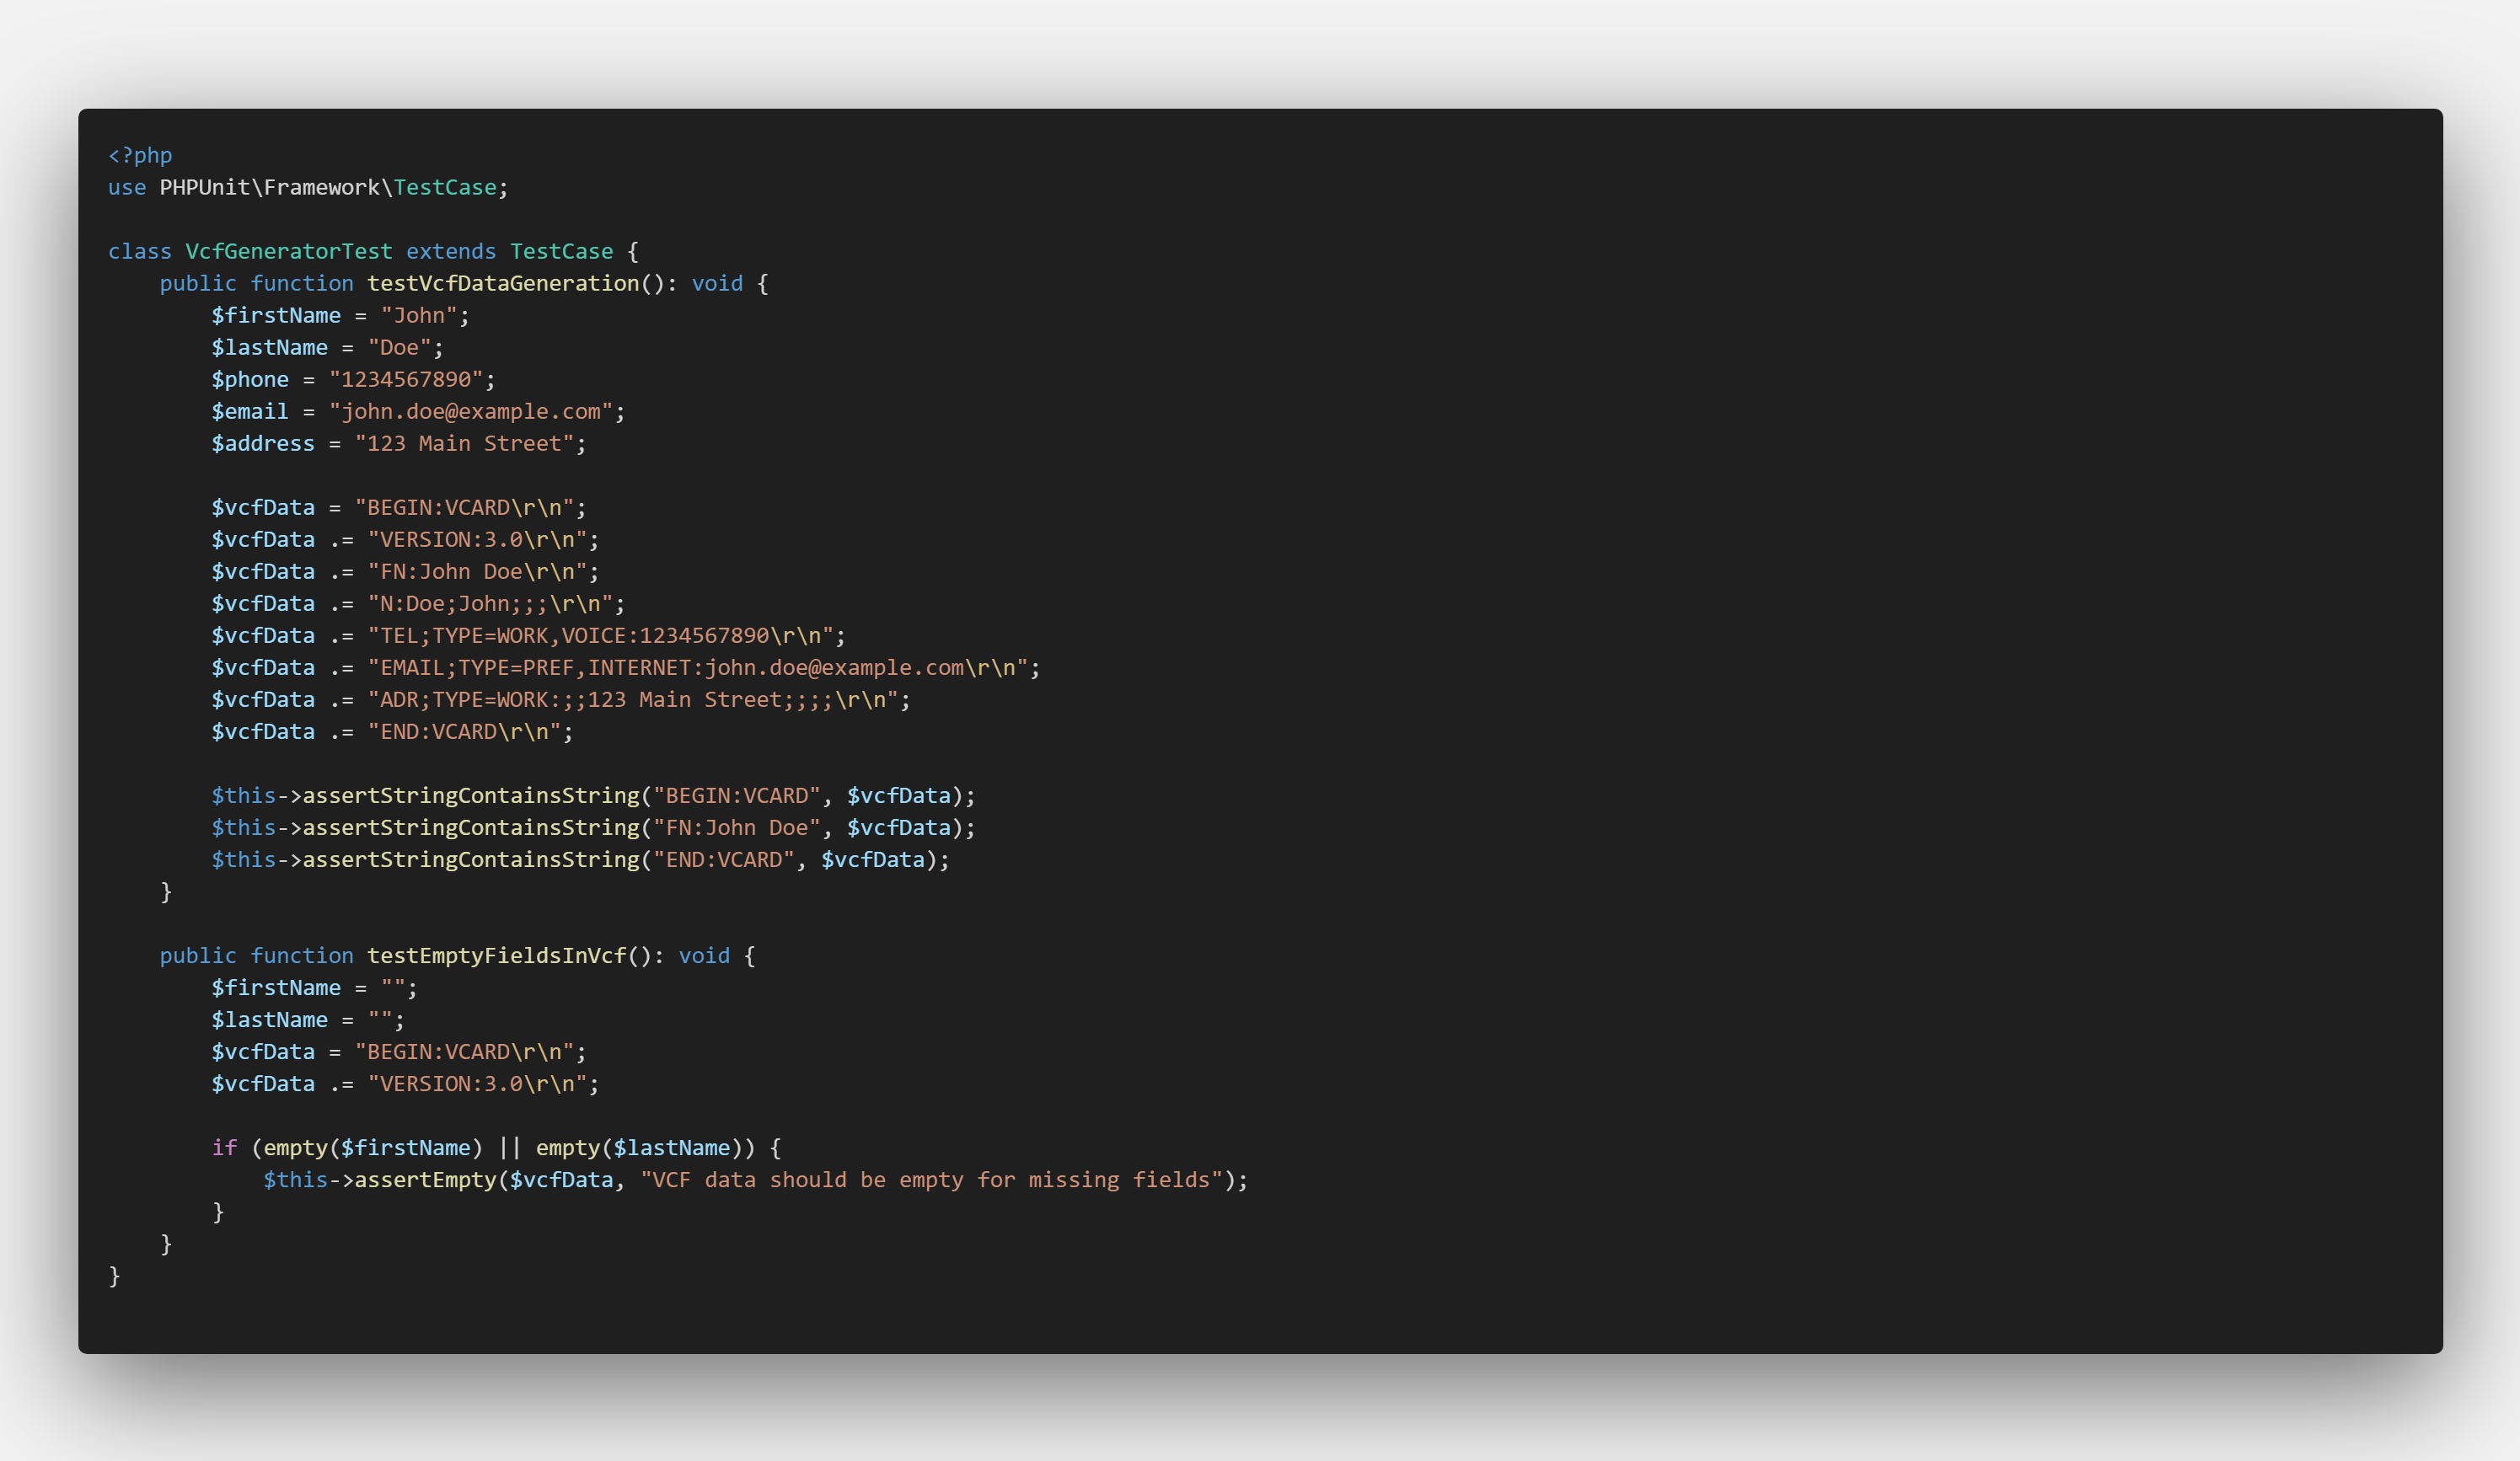 <?php
use PHPUnit\Framework\TestCase;

class VcfGeneratorTest extends TestCase {
    public function testVcfDataGeneration(): void {
        $firstName = "John";
        $lastName = "Doe";
        $phone = "1234567890";
        $email = "john.doe@example.com";
        $address = "123 Main Street";

        $vcfData = "BEGIN:VCARD\r\n";
        $vcfData .= "VERSION:3.0\r\n";
        $vcfData .= "FN:John Doe\r\n";
        $vcfData .= "N:Doe;John;;;\r\n";
        $vcfData .= "TEL;TYPE=WORK,VOICE:1234567890\r\n";
        $vcfData .= "EMAIL;TYPE=PREF,INTERNET:john.doe@example.com\r\n";
        $vcfData .= "ADR;TYPE=WORK:;;123 Main Street;;;;\r\n";
        $vcfData .= "END:VCARD\r\n";

        $this->assertStringContainsString("BEGIN:VCARD", $vcfData);
        $this->assertStringContainsString("FN:John Doe", $vcfData);
        $this->assertStringContainsString("END:VCARD", $vcfData);
    }

    public function testEmptyFieldsInVcf(): void {
        $firstName = "";
        $lastName = "";
        $vcfData = "BEGIN:VCARD\r\n";
        $vcfData .= "VERSION:3.0\r\n";

        if (empty($firstName) || empty($lastName)) {
            $this->assertEmpty($vcfData, "VCF data should be empty for missing fields");
        }
    }
}